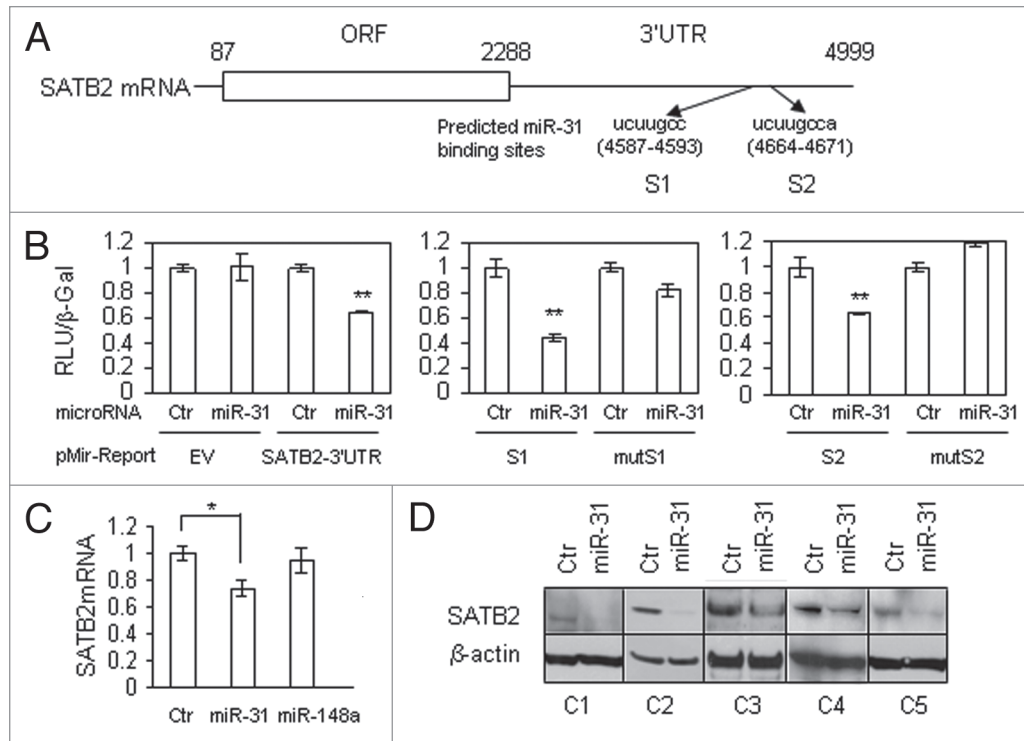 A
ORF
3'UTR
87
2288
4999
SATB2 mRNA
Predicted miR-31
binding sites
ucuugcc
(4587-4593)
S1
ucuugcca
(4664-4671)
S2
B
RLU/β-Gal
1.2
1
0.8
0.6
0.4
0.2
0
**
1.2
1
0.8
0.6
0.4
0.2
0
**
1.2
1
0.8
0.6
0.4
0.2
0
**
microRNA Ctr miR-31 Ctr miR-31 Ctr miR-31 Ctr miR-31 Ctr miR-31 Ctr miR-31
pMir-Report EV SATB2-3'UTR S1 mutS1 S2 mutS2
C
SATB2mRNA
1.2
1
0.8
0.6
0.4
0.2
0
*
Ctr miR-31 miR-148a
D
Ctr miR-31 Ctr miR-31 Ctr miR-31 Ctr miR-31 Ctr miR-31
SATB2
β-actin
C1 C2 C3 C4 C5